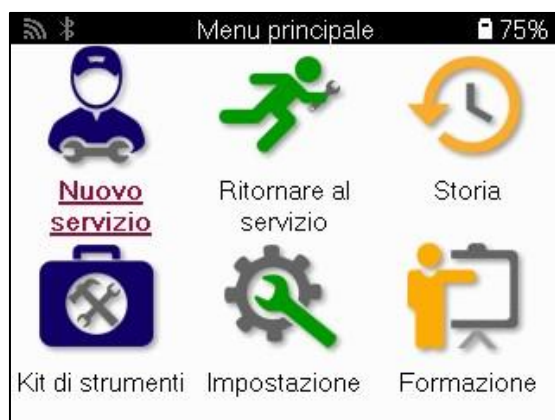 Menu principale 75%
Nuovo servizio
Ritornare al servizio
Storia
Kit di strumenti
Impostazione
Formazione